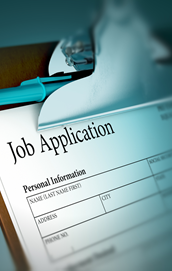 Job Application
Personal Information
NAME (LAST NAME FIRST)
ADDRESS
CITY
PHONE NO